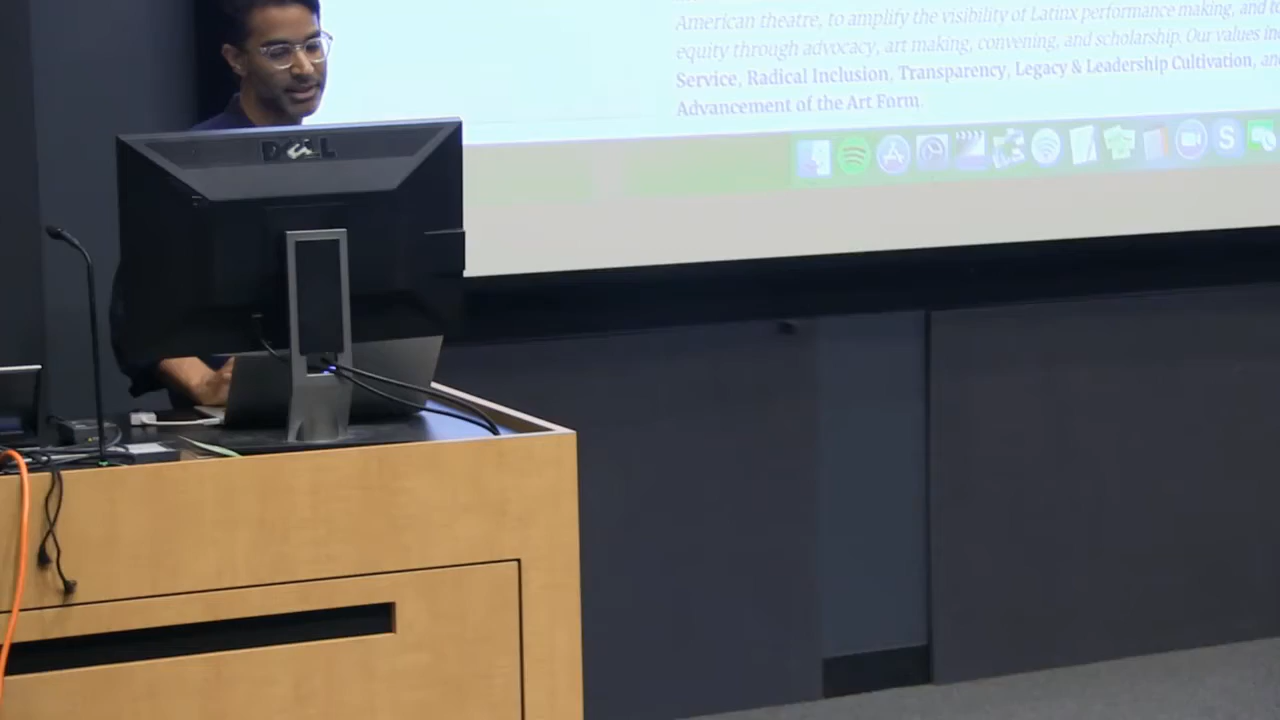 American theatre, to amplify the visibility of Latinx performance making, and to
equity through advocacy, art making, convening, and scholarship. Our values
Service, Radical Inclusion, Transparency, Legacy & Leadership Cultivation, and
Advancement of the Art Form.
DELL
S